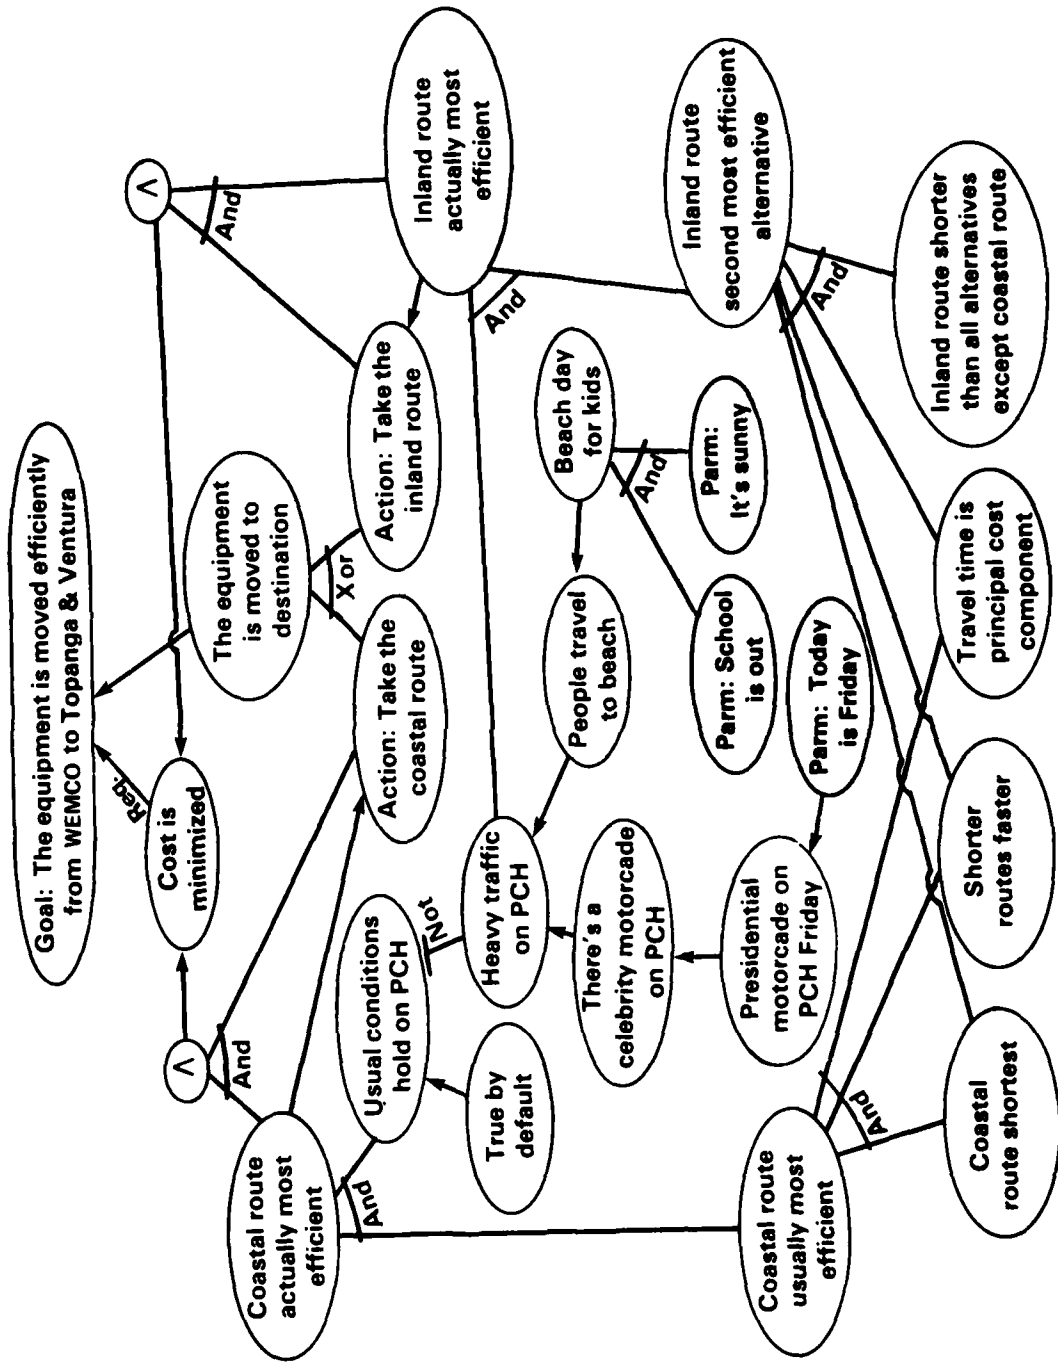 Goal: The equipment is moved efficiently
from WEMCO to Topanga & Ventura
Req.
V
Cost is
minimized
The equipment
is moved to
destination
V
And
Xor
And
Coastal route
actually most
efficient
Action: Take the
coastal route
Action: Take the
inland route
Inland route
actually most
efficient
And
Usual conditions
hold on PCH
Not
True by
default
Heavy traffic
on PCH
People travel
to beach
Beach day
for kids
And
And
There's a
celebrity motorcade
on PCH
Parm: School
is out
Parm:
It's sunny
Presidential
motorcade on
PCH Friday
Parm: Today
is Friday
Coastal route
usually most
efficient
And
Inland route
second most efficient
alternative
And
Coastal
route shortest
Shorter
routes faster
Travel time is
principal cost
component
Inland route shorter
than all alternatives
except coastal route